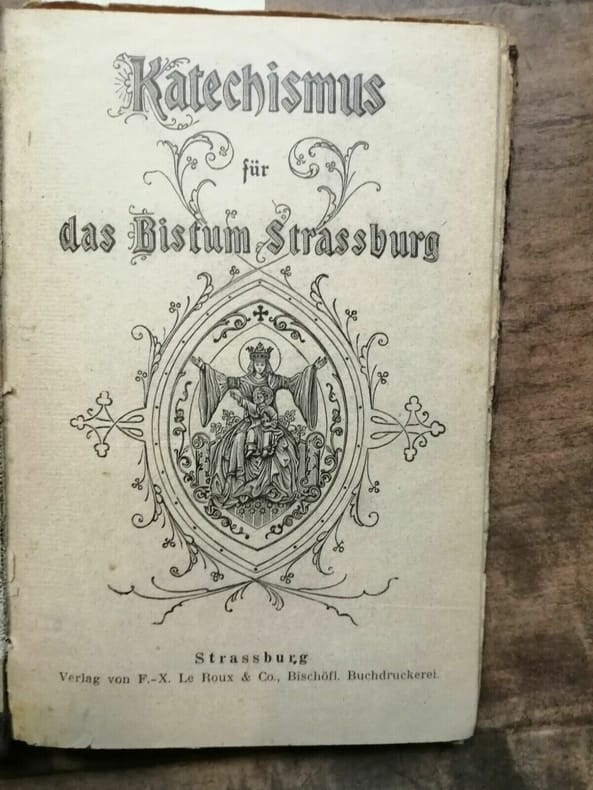 Katechismus
für
das Bistum Strassburg
Strassburg
Verlag von F.-X. Le Roux & Co., Bischöfl. Buchdruckerei.